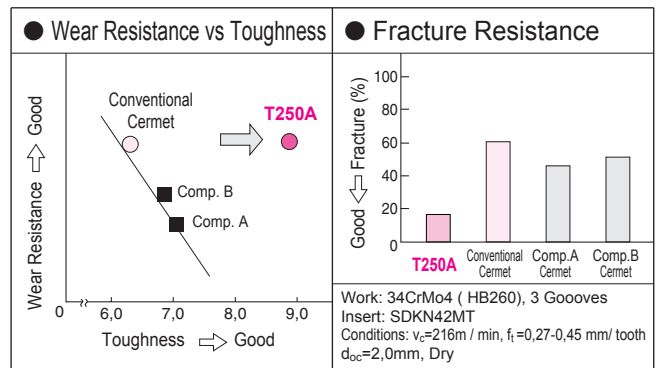 ● Wear Resistance vs Toughness
Wear Resistance ⇨ Good
Conventional
Cermet
T250A
Comp. B
Comp. A
0
6,0
7,0
8,0
9,0
Toughness ⇨ Good
● Fracture Resistance
Good ⇦ Fracture (%)
100
80
60
40
20
0
T250A
Conventional
Cermet
Comp.A
Cermet
Comp.B
Cermet
Work: 34CrMo4 ( HB260), 3 Goooves
Insert: SDKN42MT
Conditions: vc=216m / min, ft =0,27-0,45 mm/ tooth
doc=2,0mm, Dry